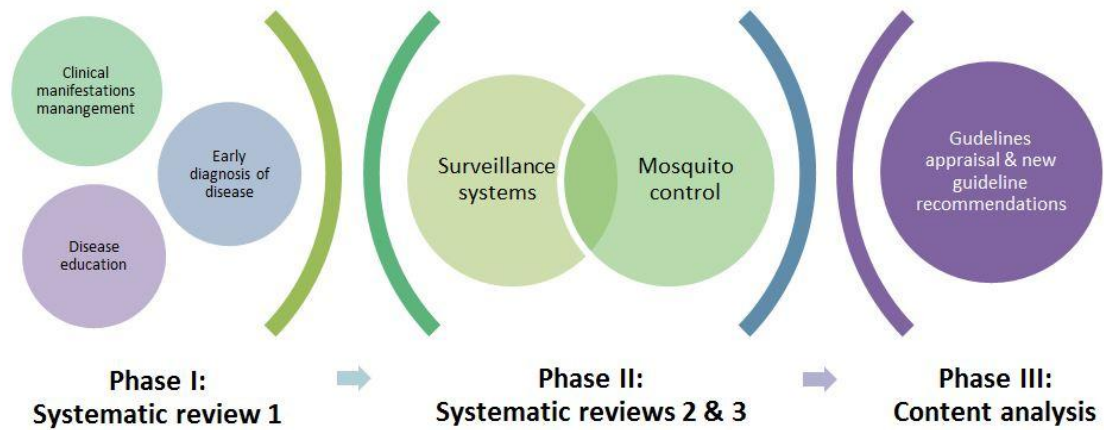 Clinical
manifestations
manangement
Early
diagnosis of
disease
Disease
education
Surveillance
systems
Mosquito
control
Gudelines
appraisal & new
guideline
recommendations
Phase I:
Systematic review 1
Phase II:
Systematic reviews 2 & 3
Phase III:
Content analysis